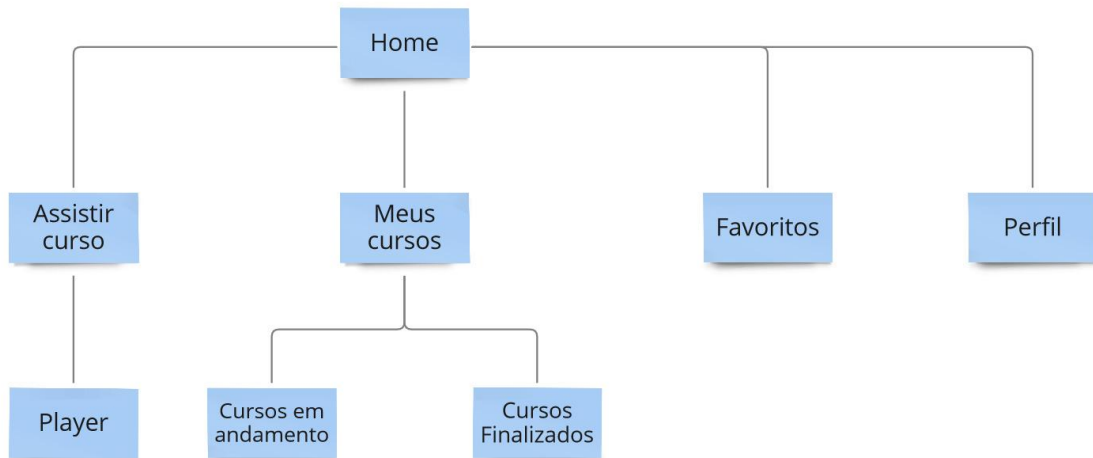 Home
Assistir
curso
Meus
cursos
Favoritos
Perfil
Player
Cursos em
andamento
Cursos
Finalizados